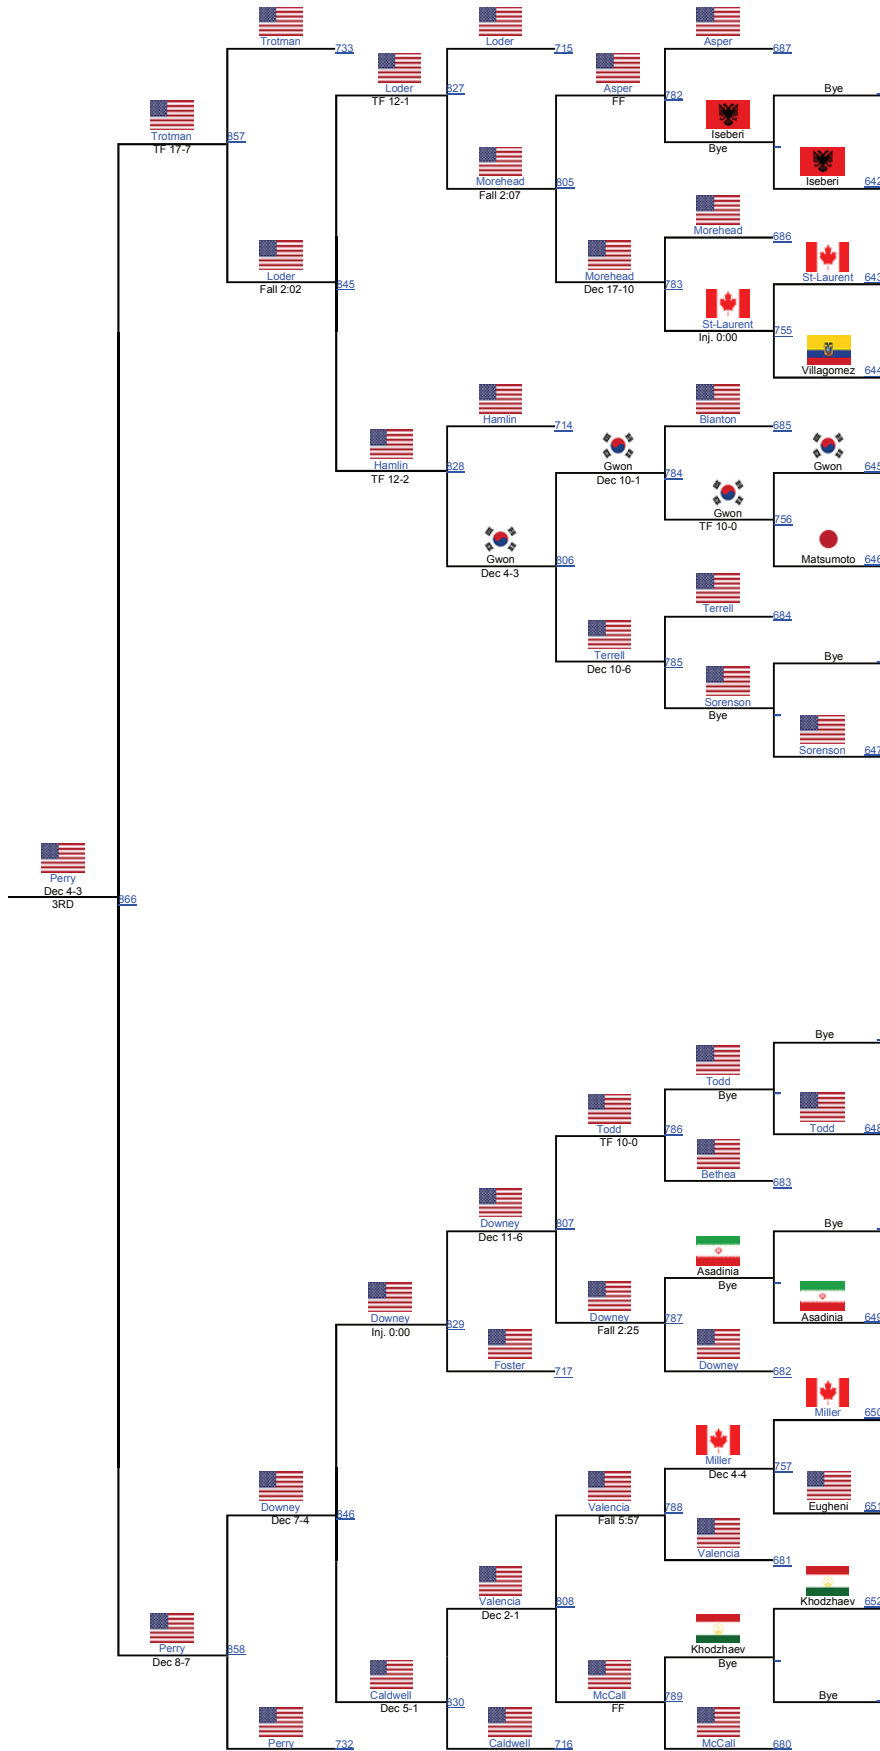 Trotman
733
Trotman
TF 17-7
857
Loder
Fall 2:02
845
Loder
TF 12-1
827
Loder
715
Morehead
Fall 2:07
805
Asper
FF
782
Asper
687
Iseberi
Bye
Bye
Iseberi
642
Morehead
Dec 17-10
783
Morehead
686
St-Laurent
Inj. 0:00
755
St-Laurent
643
Villagomez
644
Hamlin
TF 12-2
828
Hamlin
714
Gwon
Dec 4-3
806
Gwon
Dec 10-1
784
Blanton
685
Gwon
TF 10-0
756
Gwon
645
Matsumoto
646
Terrell
Dec 10-6
785
Terrell
684
Sorenson
Bye
Bye
Sorenson
647
Perry
Dec 4-3
3RD
866
Perry
Dec 8-7
858
Downey
Dec 7-4
846
Downey
Inj. 0:00
829
Downey
Dec 11-6
807
Todd
TF 10-0
786
Todd
Bye
Bye
Todd
648
Bethea
683
Downey
Fall 2:25
787
Asadinia
Bye
Bye
Asadinia
649
Downey
682
Foster
717
Caldwell
Dec 5-1
830
Valencia
Dec 2-1
808
Valencia
Fall 5:57
788
Miller
Dec 4-4
757
Miller
650
Eugheni
651
Valencia
681
McCall
FF
789
Khodzhaev
Bye
Khodzhaev
652
Bye
McCall
680
Caldwell
716
Perry
732